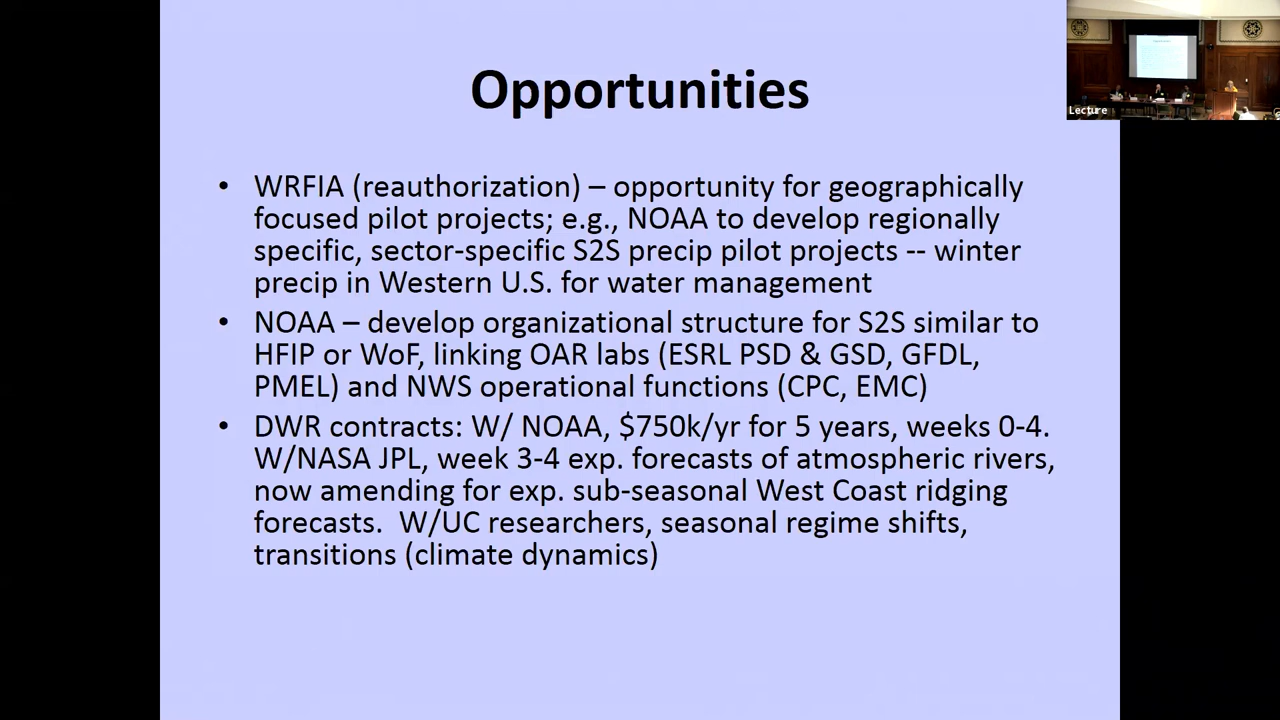 Opportunities
Lecture
• WRFIA (reauthorization) – opportunity for geographically
focused pilot projects; e.g., NOAA to develop regionally
specific, sector-specific S2S precip pilot projects -- winter
precip in Western U.S. for water management
• NOAA – develop organizational structure for S2S similar to
HFIP or WoF, linking OAR labs (ESRL PSD & GSD, GFDL,
PMEL) and NWS operational functions (CPC, EMC)
• DWR contracts: W/ NOAA, $750k/yr for 5 years, weeks 0-4.
W/NASA JPL, week 3-4 exp. forecasts of atmospheric rivers,
now amending for exp. sub-seasonal West Coast ridging
forecasts.  W/UC researchers, seasonal regime shifts,
transitions (climate dynamics)